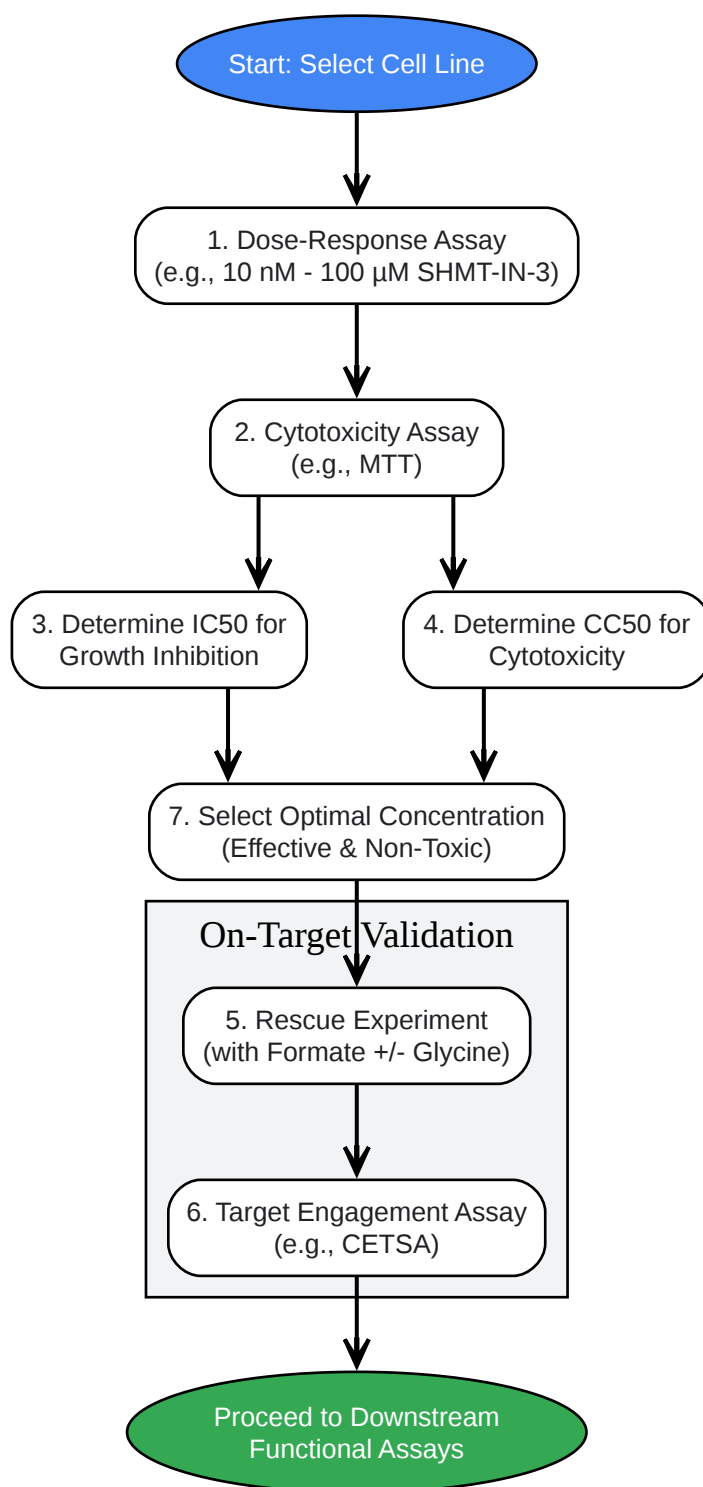 Start: Select Cell Line
1. Dose-Response Assay
(e.g., 10 nM - 100 µM SHMT-IN-3)
2. Cytotoxicity Assay
(e.g., MTT)
3. Determine IC50 for
Growth Inhibition
4. Determine CC50 for
Cytotoxicity
7. Select Optimal Concentration
(Effective & Non-Toxic)
On-Target Validation
5. Rescue Experiment
(with Formate +/- Glycine)
6. Target Engagement Assay
(e.g., CETSA)
Proceed to Downstream
Functional Assays